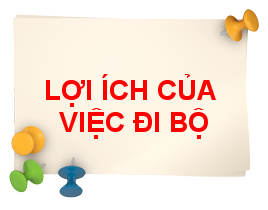 LỢI ÍCH CỦA
VIỆC ĐI BỘ